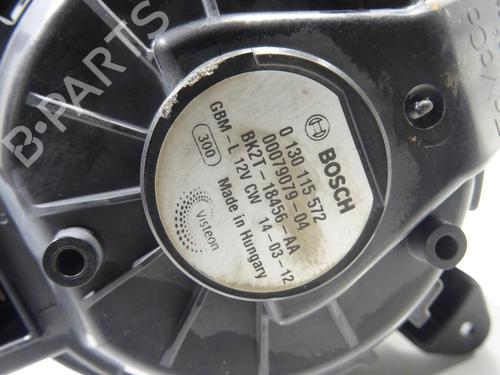 BOSCH
0 130 115 572
00079079-04
BK2T-18456-AA
GBM-L 12V CW 14-03-12
300
Made in Hungary
Visteon